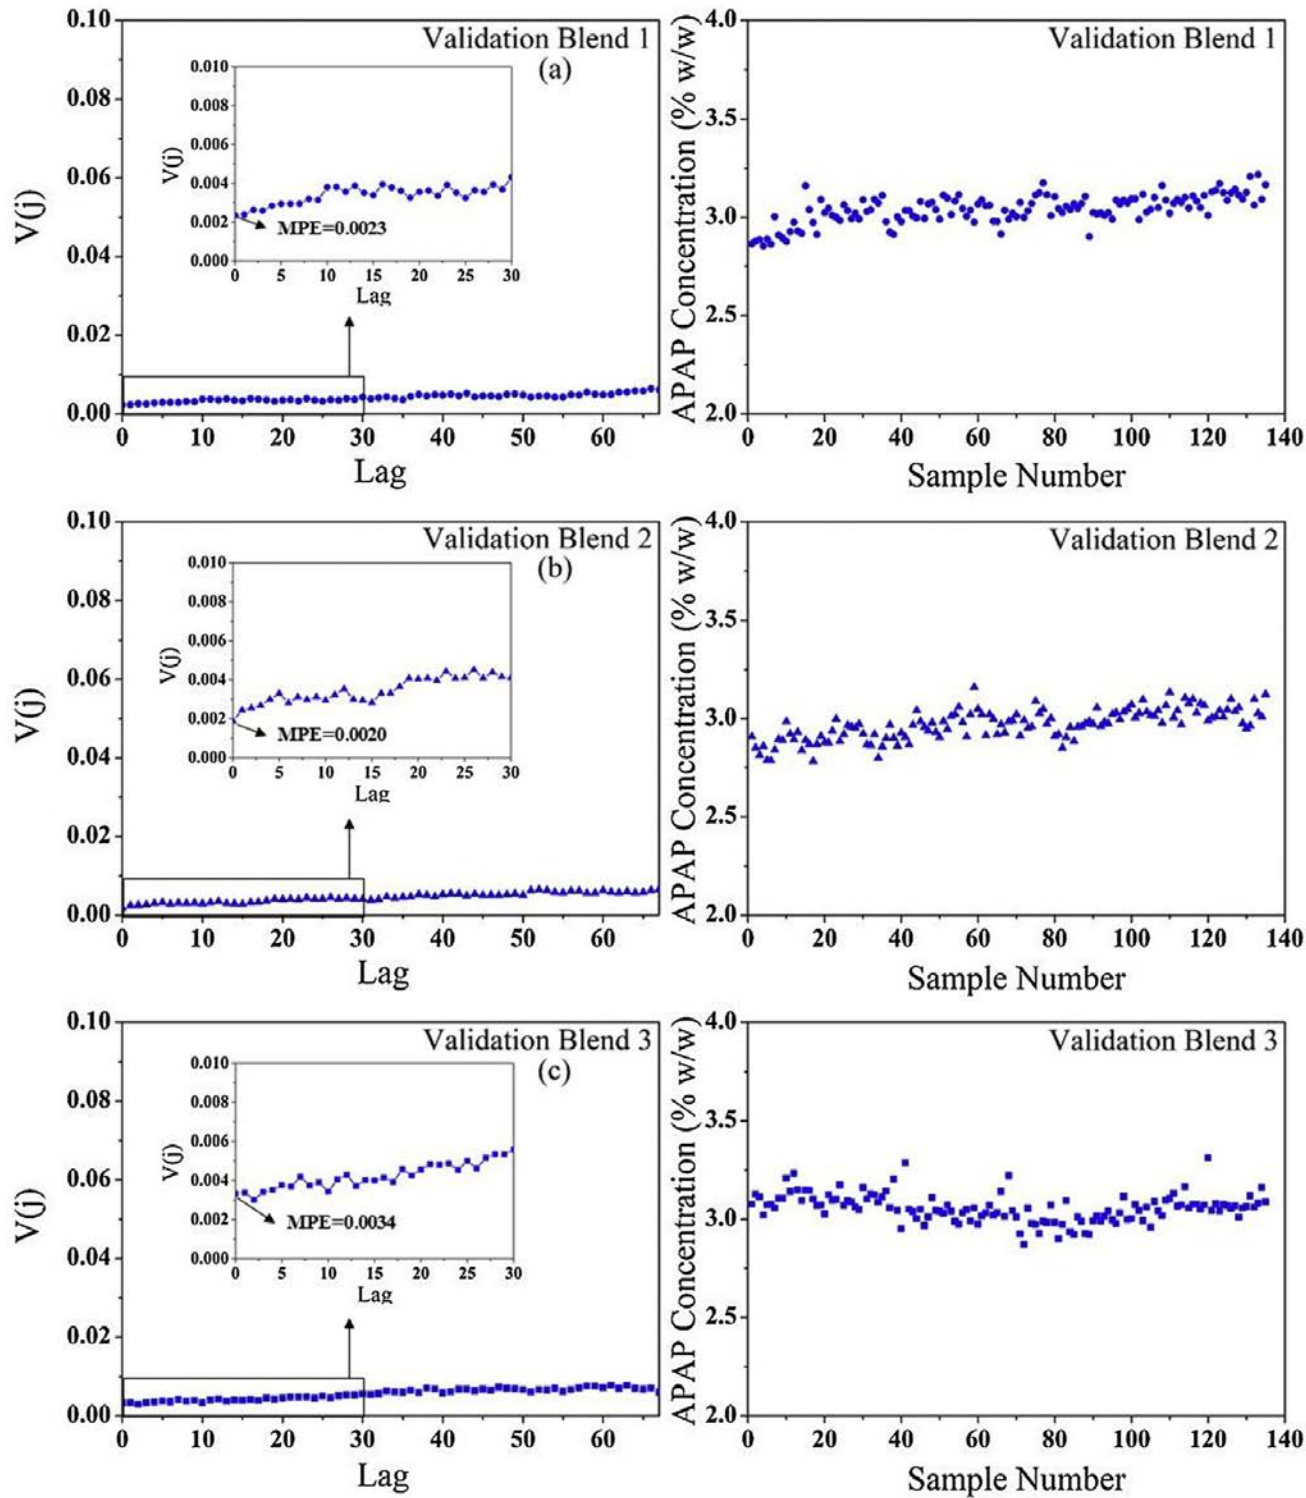 Validation Blend 1
(a)
V(j)
0.10
0.08
0.06
0.04
0.02
0.00
0 10 20 30 40 50 60
Lag
V(j)
0.010
0.008
0.006
0.004
0.002
0.000
MPE=0.0023
0 5 10 15 20 25 30
Lag
Validation Blend 1
APAP Concentration (% w/w)
4.0
3.5
3.0
2.5
2.0
0 20 40 60 80 100 120 140
Sample Number
Validation Blend 2
(b)
V(j)
0.10
0.08
0.06
0.04
0.02
0.00
0 10 20 30 40 50 60
Lag
V(j)
0.010
0.008
0.006
0.004
0.002
0.000
MPE=0.0020
0 5 10 15 20 25 30
Lag
Validation Blend 2
APAP Concentration (% w/w)
4.0
3.5
3.0
2.5
2.0
0 20 40 60 80 100 120 140
Sample Number
Validation Blend 3
(c)
V(j)
0.10
0.08
0.06
0.04
0.02
0.00
0 10 20 30 40 50 60
Lag
V(j)
0.010
0.008
0.006
0.004
0.002
0.000
MPE=0.0034
0 5 10 15 20 25 30
Lag
Validation Blend 3
APAP Concentration (% w/w)
4.0
3.5
3.0
2.5
2.0
0 20 40 60 80 100 120 140
Sample Number